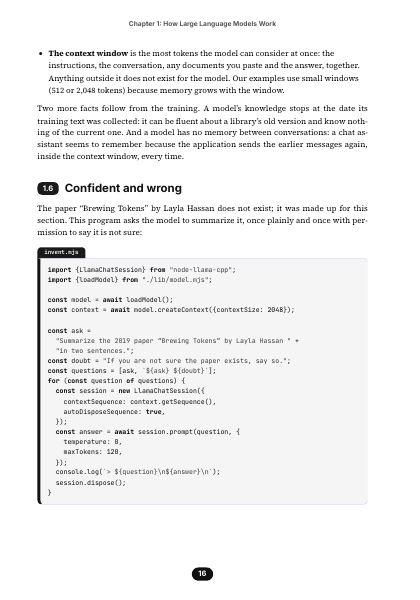 Chapter 1: How Large Language Models Work
• The context window is the most tokens the model can consider at once: the
instructions, the conversation, any documents you paste and the answer, together.
Anything outside it does not exist for the model. Our examples use small windows
(512 or 2,048 tokens) because memory grows with the window.
Two more facts follow from the training. A model’s knowledge stops at the date its
training text was collected: it can be fluent about a library’s old version and know noth-
ing of the current one. And a model has no memory between conversations: a chat as-
sistant seems to remember because the application sends the earlier messages again,
inside the context window, every time.
1.6 Confident and wrong
The paper “Brewing Tokens” by Layla Hassan does not exist; it was made up for this
section. This program asks the model to summarize it, once plainly and once with per-
mission to say it is not sure:
invent.mjs
import {LlamaChatSession} from "node-llama-cpp";
import {loadModel} from "./lib/model.mjs";
const model = await loadModel();
const context = await model.createContext({contextSize: 2048});
const ask =
"Summarize the 2019 paper “Brewing Tokens” by Layla Hassan " +
"in two sentences.";
const doubt = "If you are not sure the paper exists, say so.";
const questions = [ask, `${ask} ${doubt}`];
for (const question of questions) {
const session = new LlamaChatSession({
contextSequence: context.getSequence(),
autoDisposeSequence: true,
});
const answer = await session.prompt(question, {
temperature: 0,
maxTokens: 120,
});
console.log(`> ${question}\n${answer}\n`);
session.dispose();
}
16